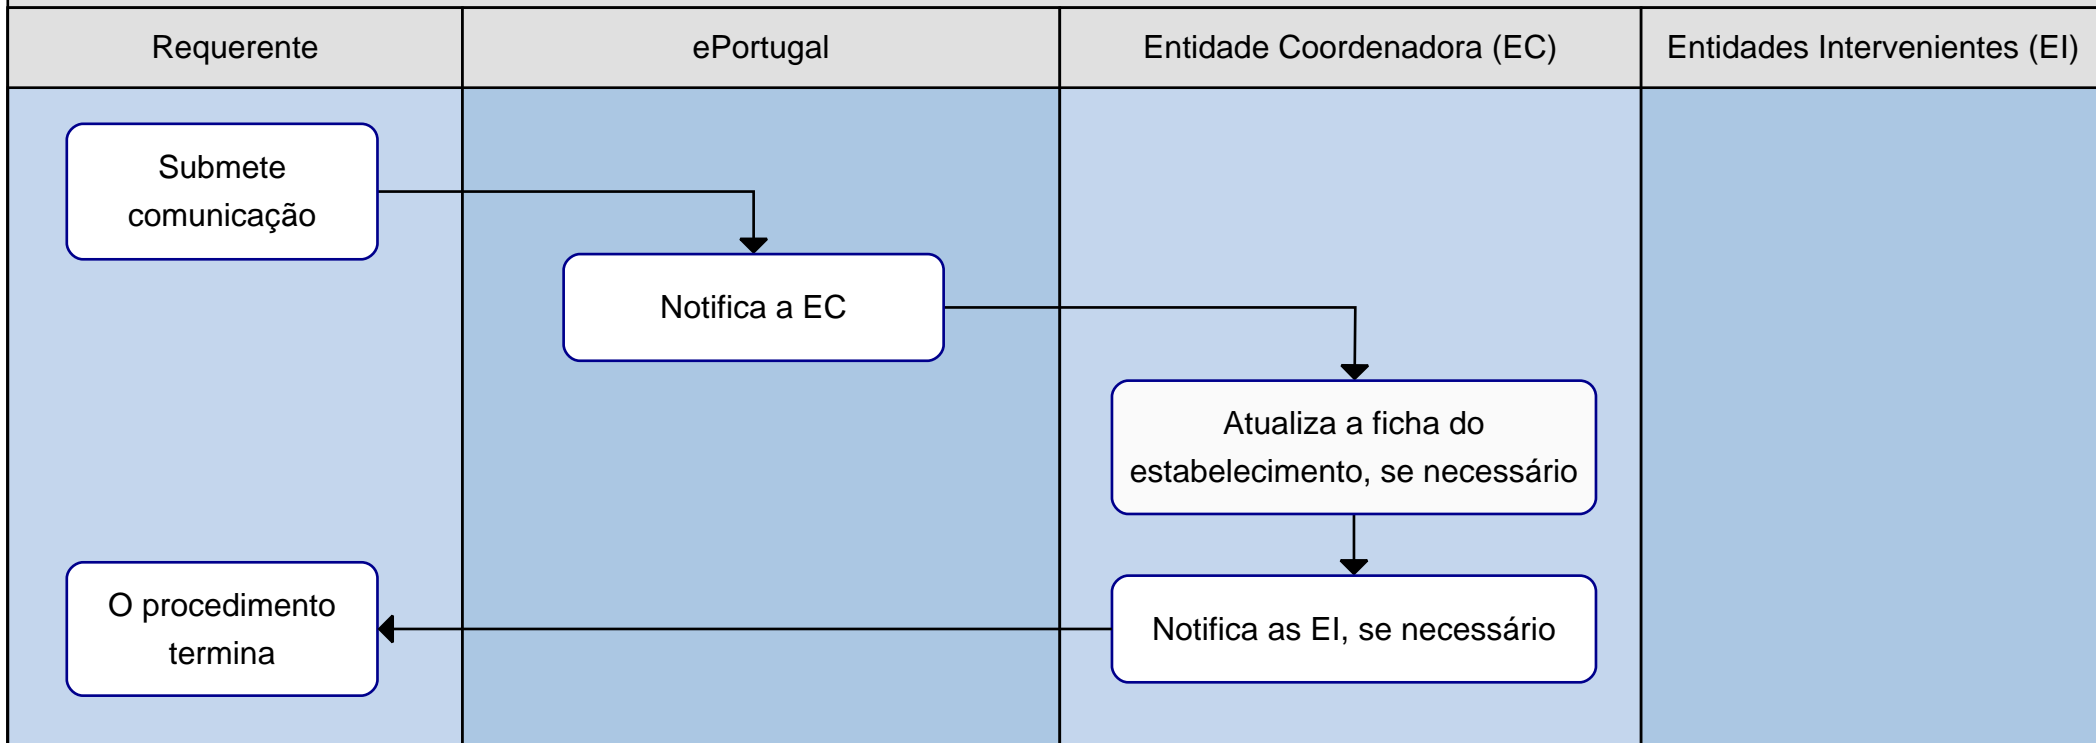 Requerente
ePortugal
Entidade Coordenadora (EC)
Entidades Intervenientes (EI)
Submete
comunicação
Notifica a EC
Atualiza a ficha do
estabelecimento, se necessário
O procedimento
termina
Notifica as EI, se necessário